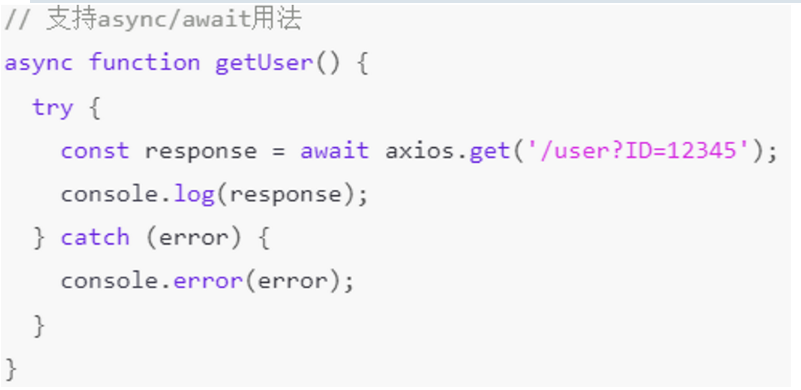 // 支持async/await用法
async function getUser() {
  try {
    const response = await axios.get('/user?ID=12345');
    console.log(response);
  } catch (error) {
    console.error(error);
  }
}